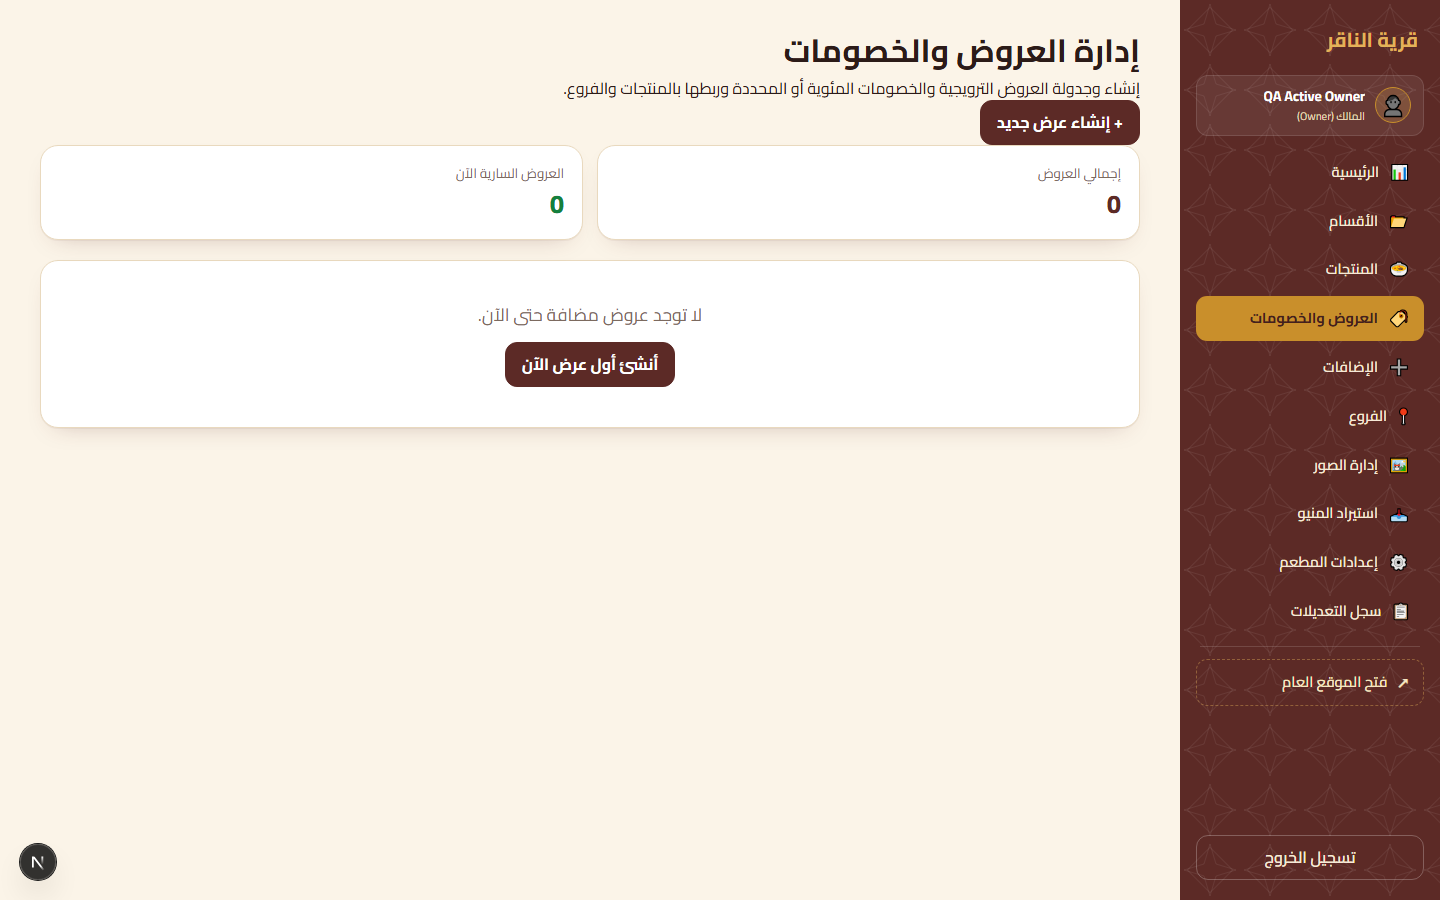 قرية الناقر
QA Active Owner
المالك (Owner)
الرئيسية
الأقسام
المنتجات
العروض والخصومات
الإضافات
الفروع
إدارة الصور
استيراد المنيو
إعدادات المطعم
سجل التعديلات
↗ فتح الموقع العام
تسجيل الخروج
إدارة العروض والخصومات
إنشاء وجدولة العروض الترويجية والخصومات المئوية أو المحددة وربطها بالمنتجات والفروع.
+ إنشاء عرض جديد
إجمالي العروض
0
العروض السارية الآن
0
لا توجد عروض مضافة حتى الآن.
أنشئ أول عرض الآن
N